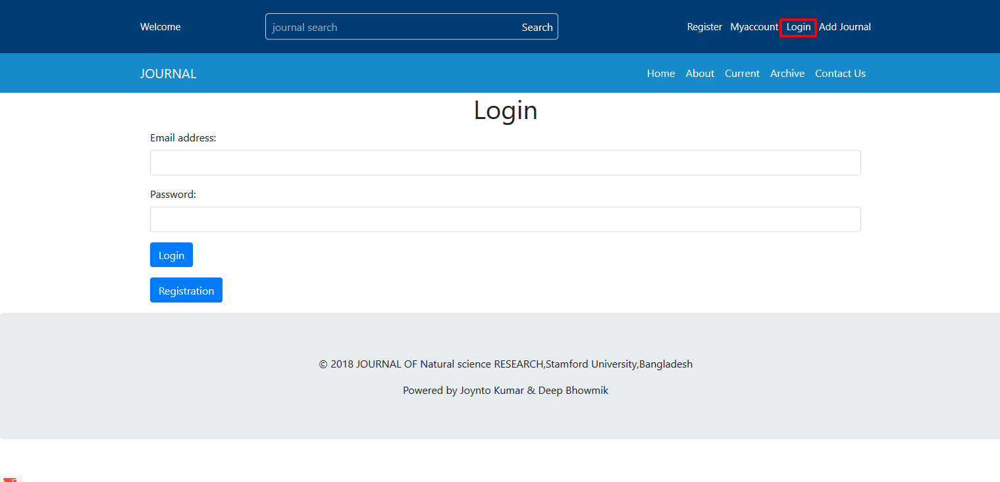 Welcome journal search Search Register Myaccount Login Add Journal
JOURNAL Home About Current Archive Contact Us
Login
Email address:
Password:
Login
Registration
© 2018 JOURNAL OF Natural science RESEARCH,Stamford University,Bangladesh
Powered by Joynto Kumar & Deep Bhowmik